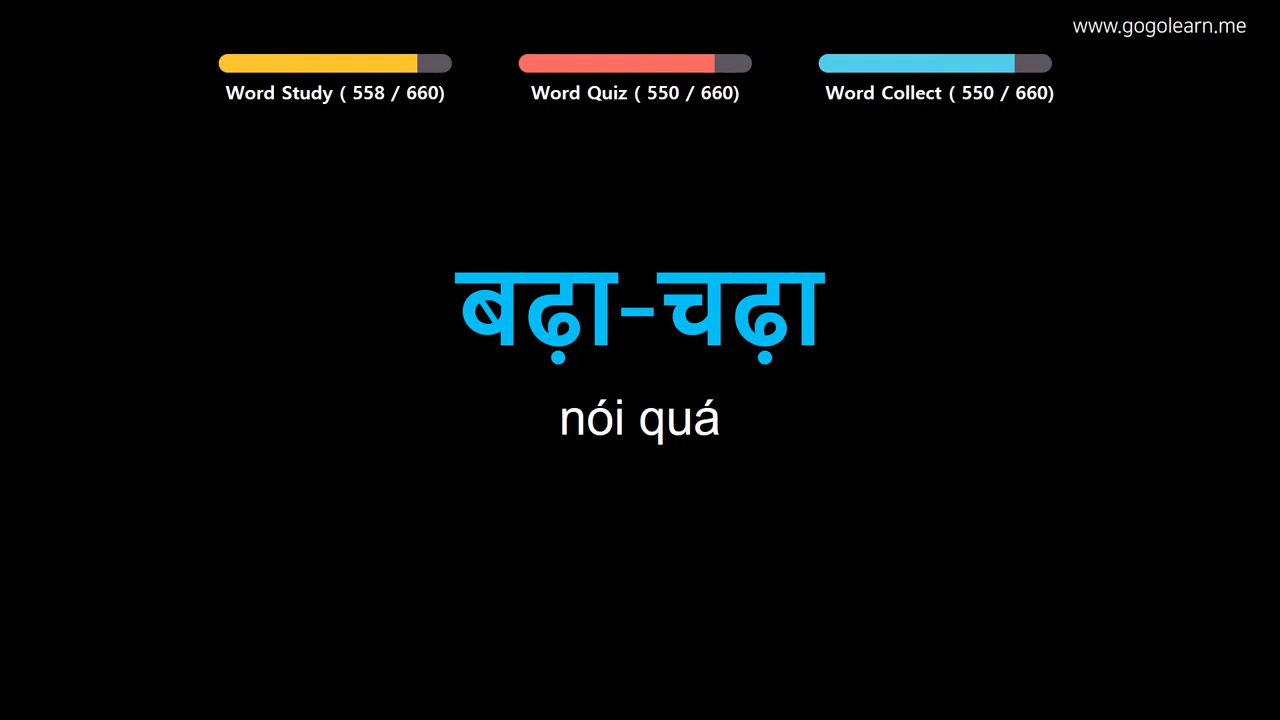 www.gogolearn.me
Word Study ( 558 / 660)
Word Quiz ( 550 / 660)
Word Collect ( 550 / 660)
बढ़ा-चढ़ा
nói quá